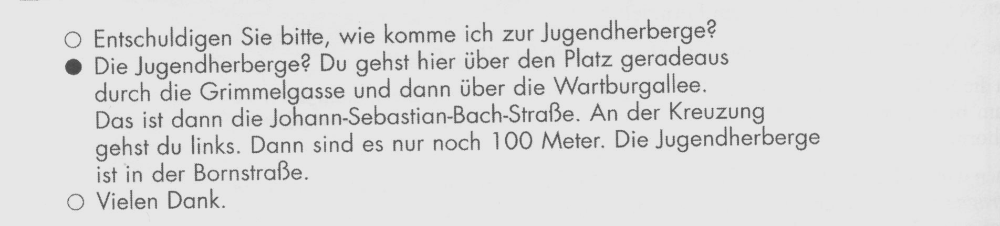 ○ Entschuldigen Sie bitte, wie komme ich zur Jugendherberge?
● Die Jugendherberge? Du gehst hier über den Platz geradeaus
durch die Grimmelgasse und dann über die Wartburgallee.
Das ist dann die Johann-Sebastian-Bach-Straße. An der Kreuzung
gehst du links. Dann sind es nur noch 100 Meter. Die Jugendherberge
ist in der Bornstraße.
○ Vielen Dank.